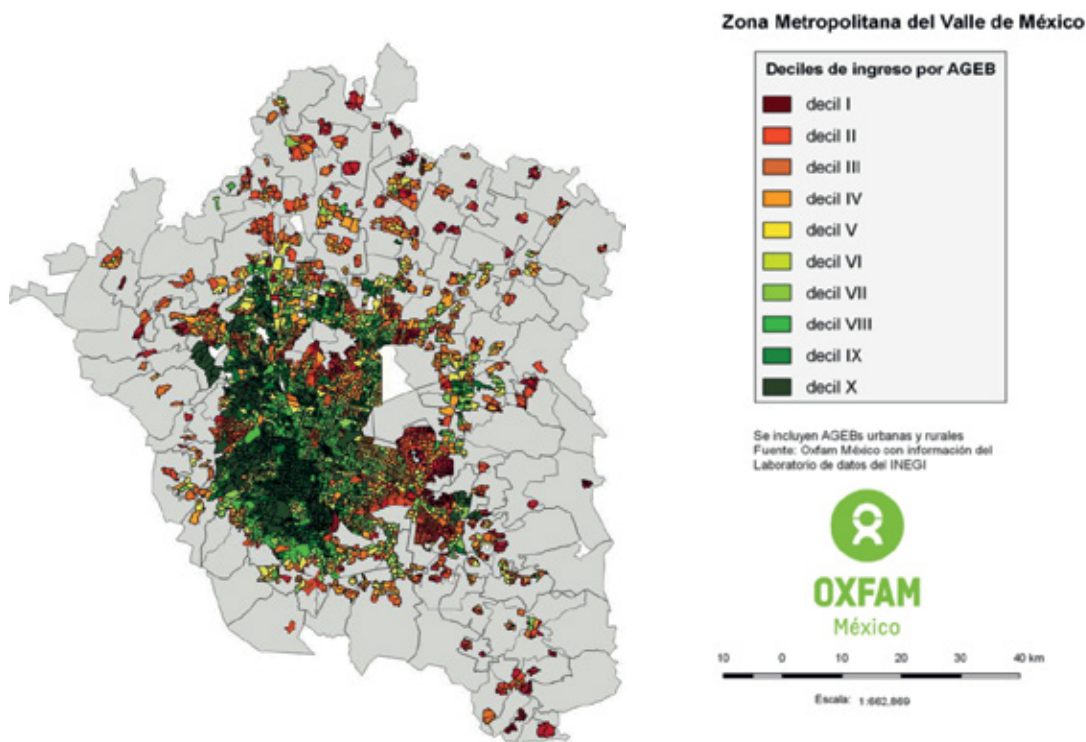 Zona Metropolitana del Valle de México
Deciles de ingreso por AGEB
decil I
decil II
decil III
decil IV
decil V
decil VI
decil VII
decil VIII
decil IX
decil X
Se incluyen AGEBs urbanas y rurales
Fuente: Oxfam México con información del
Laboratorio de datos del INEGI
OXFAM
México
10 0 10 20 30 40 km
Escala: 1:662,869